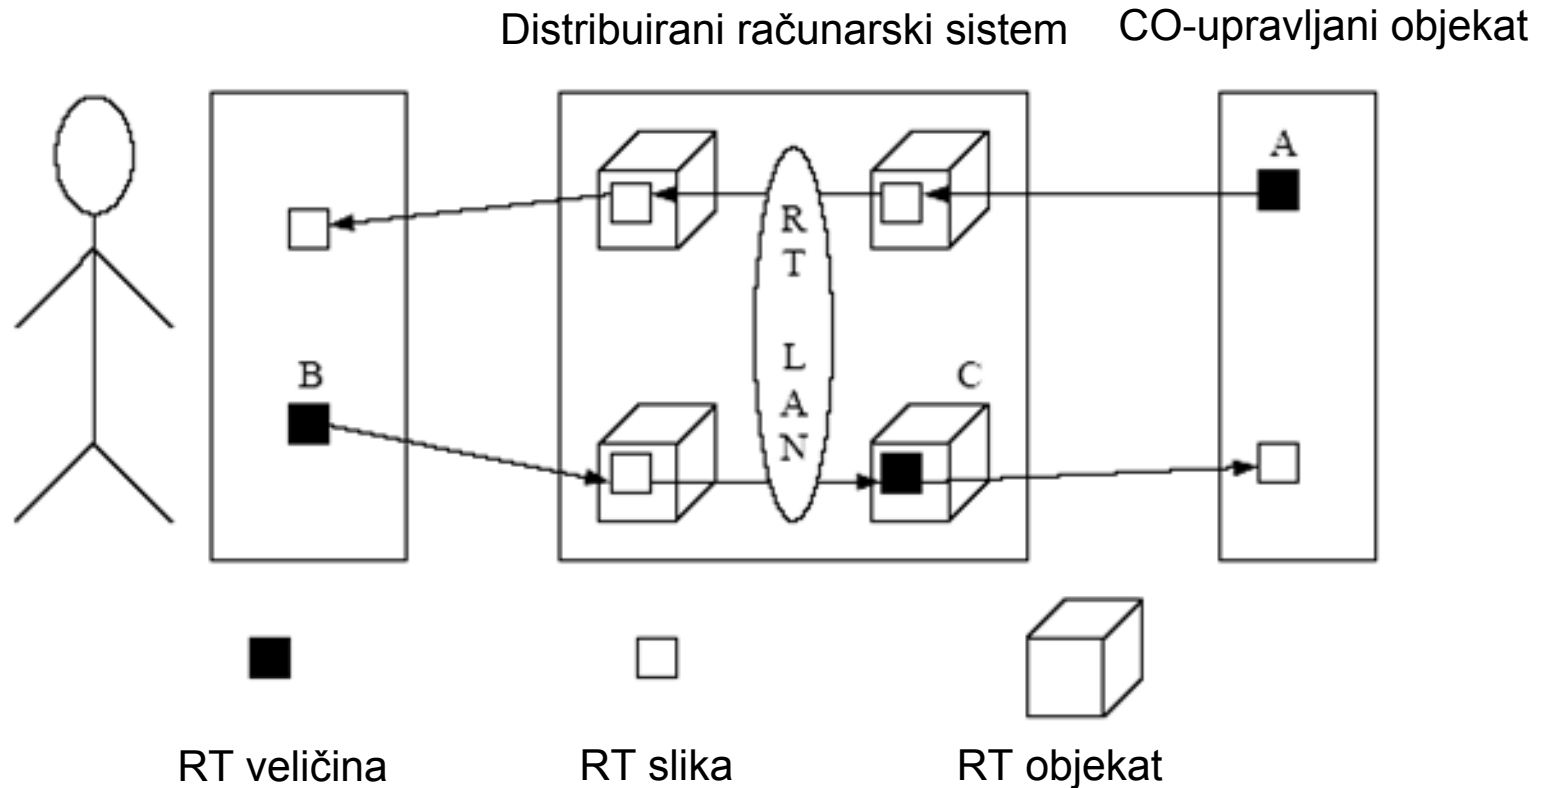 Distribuirani računarski sistem
CO-upravljani objekat
A
R
T
L
A
N
B
C
RT veličina
RT slika
RT objekat